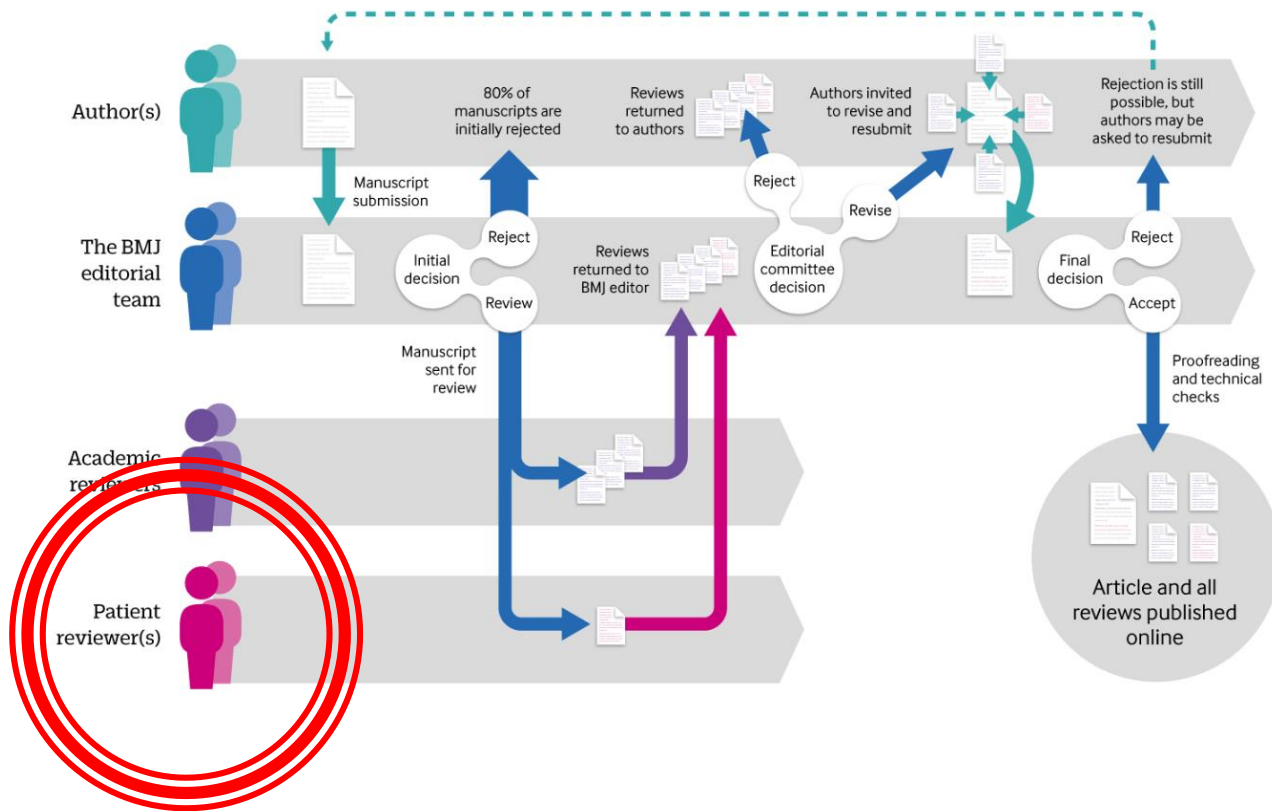 Author(s)
80% of
manuscripts are
initially rejected
Reviews
returned
to authors
Authors invited
to revise and
resubmit
Rejection is still
possible, but
authors may be
asked to resubmit
Manuscript
submission
Reject
Revise
The BMJ
editorial
team
Initial
decision
Reject
Review
Reviews
returned to
BMJ editor
Editorial
committee
decision
Final
decision
Reject
Accept
Manuscript
sent for
review
Proofreading
and technical
checks
Academic
reviewers
Patient
reviewer(s)
Article and all
reviews published
online